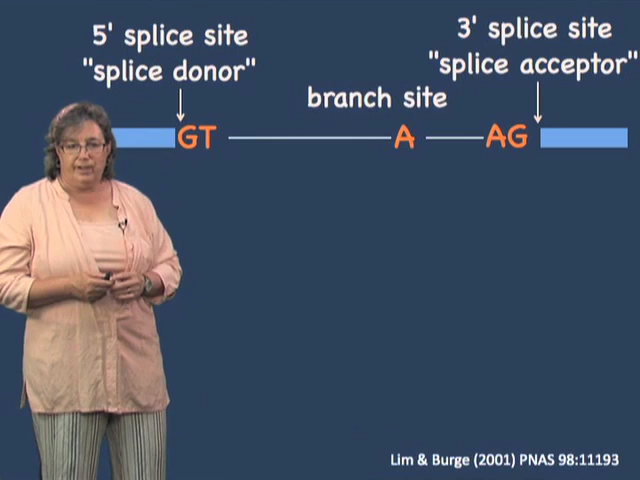 5' splice site
"splice donor"
3' splice site
"splice acceptor"
branch site
GT
A
AG
Lim & Burge (2001) PNAS 98:11193